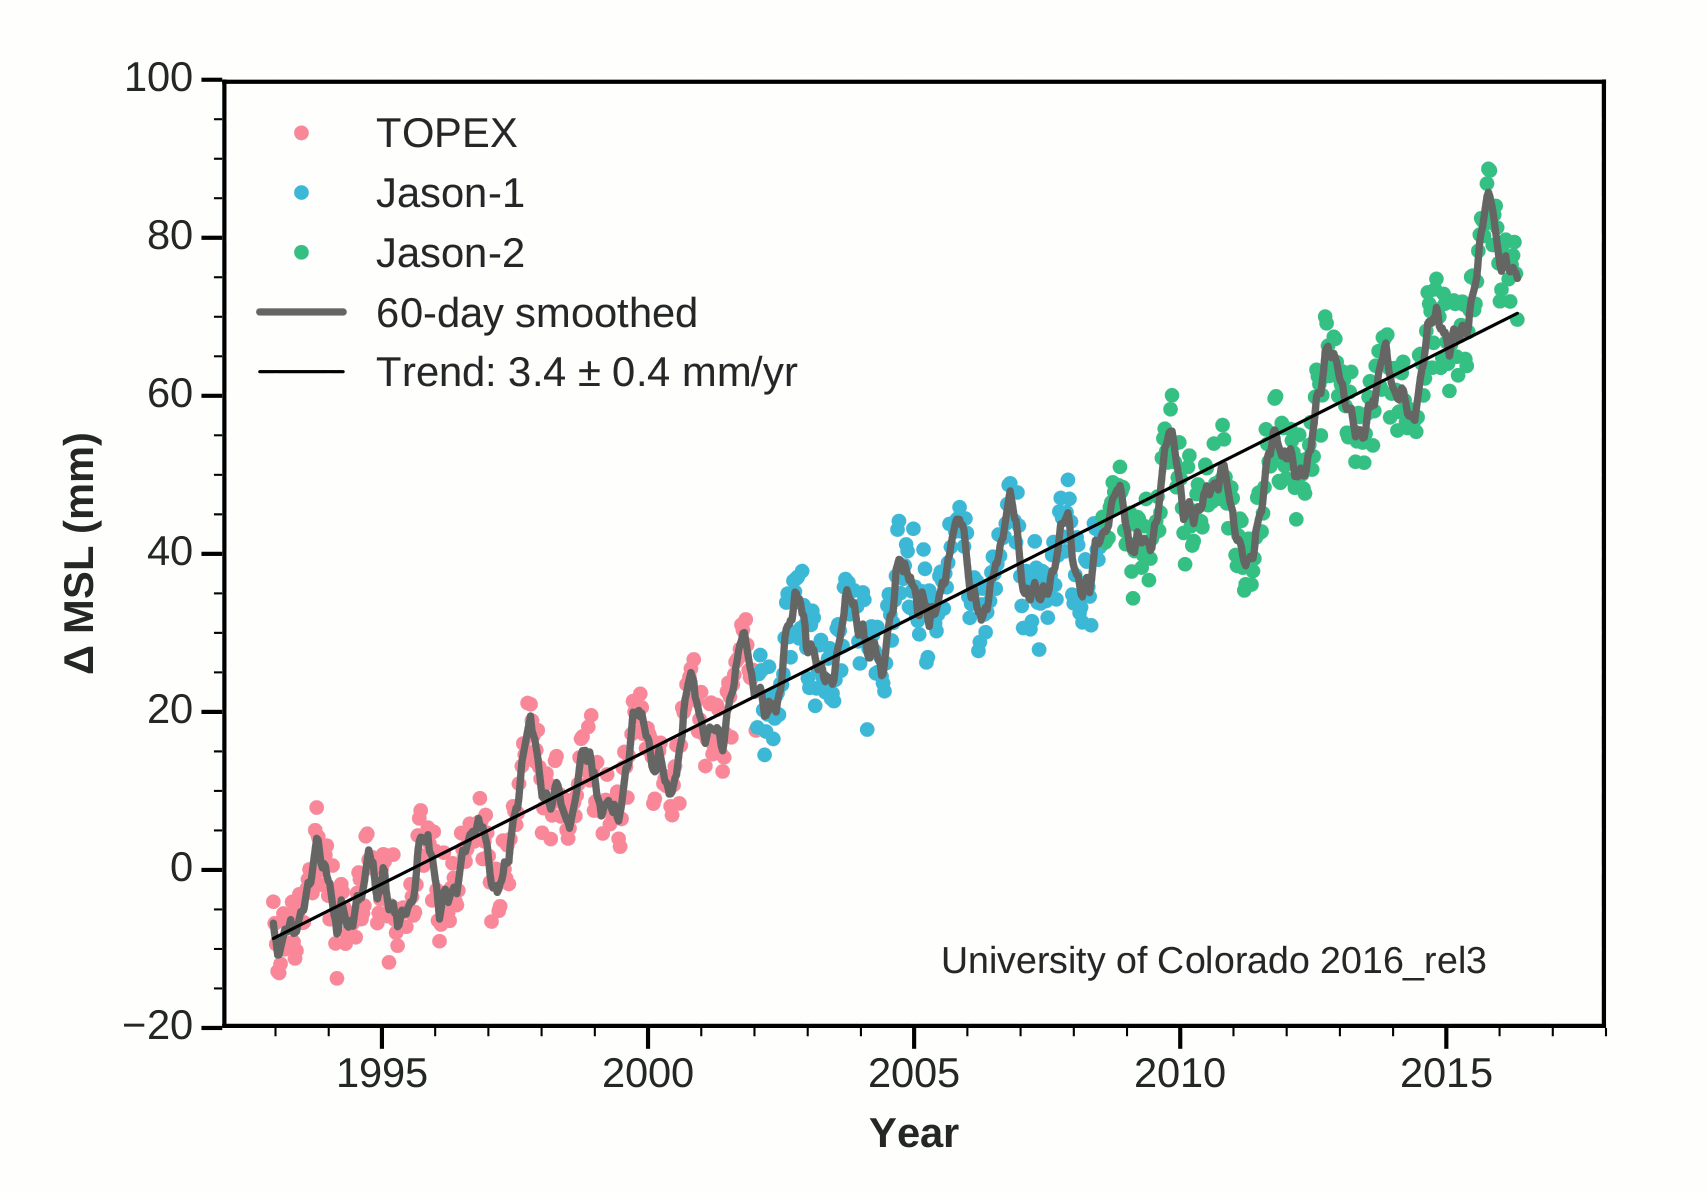 100
80
60
40
20
0
−20
Δ MSL (mm)
TOPEX
Jason-1
Jason-2
60-day smoothed
Trend: 3.4 ± 0.4 mm/yr
University of Colorado 2016_rel3
1995 2000 2005 2010 2015
Year